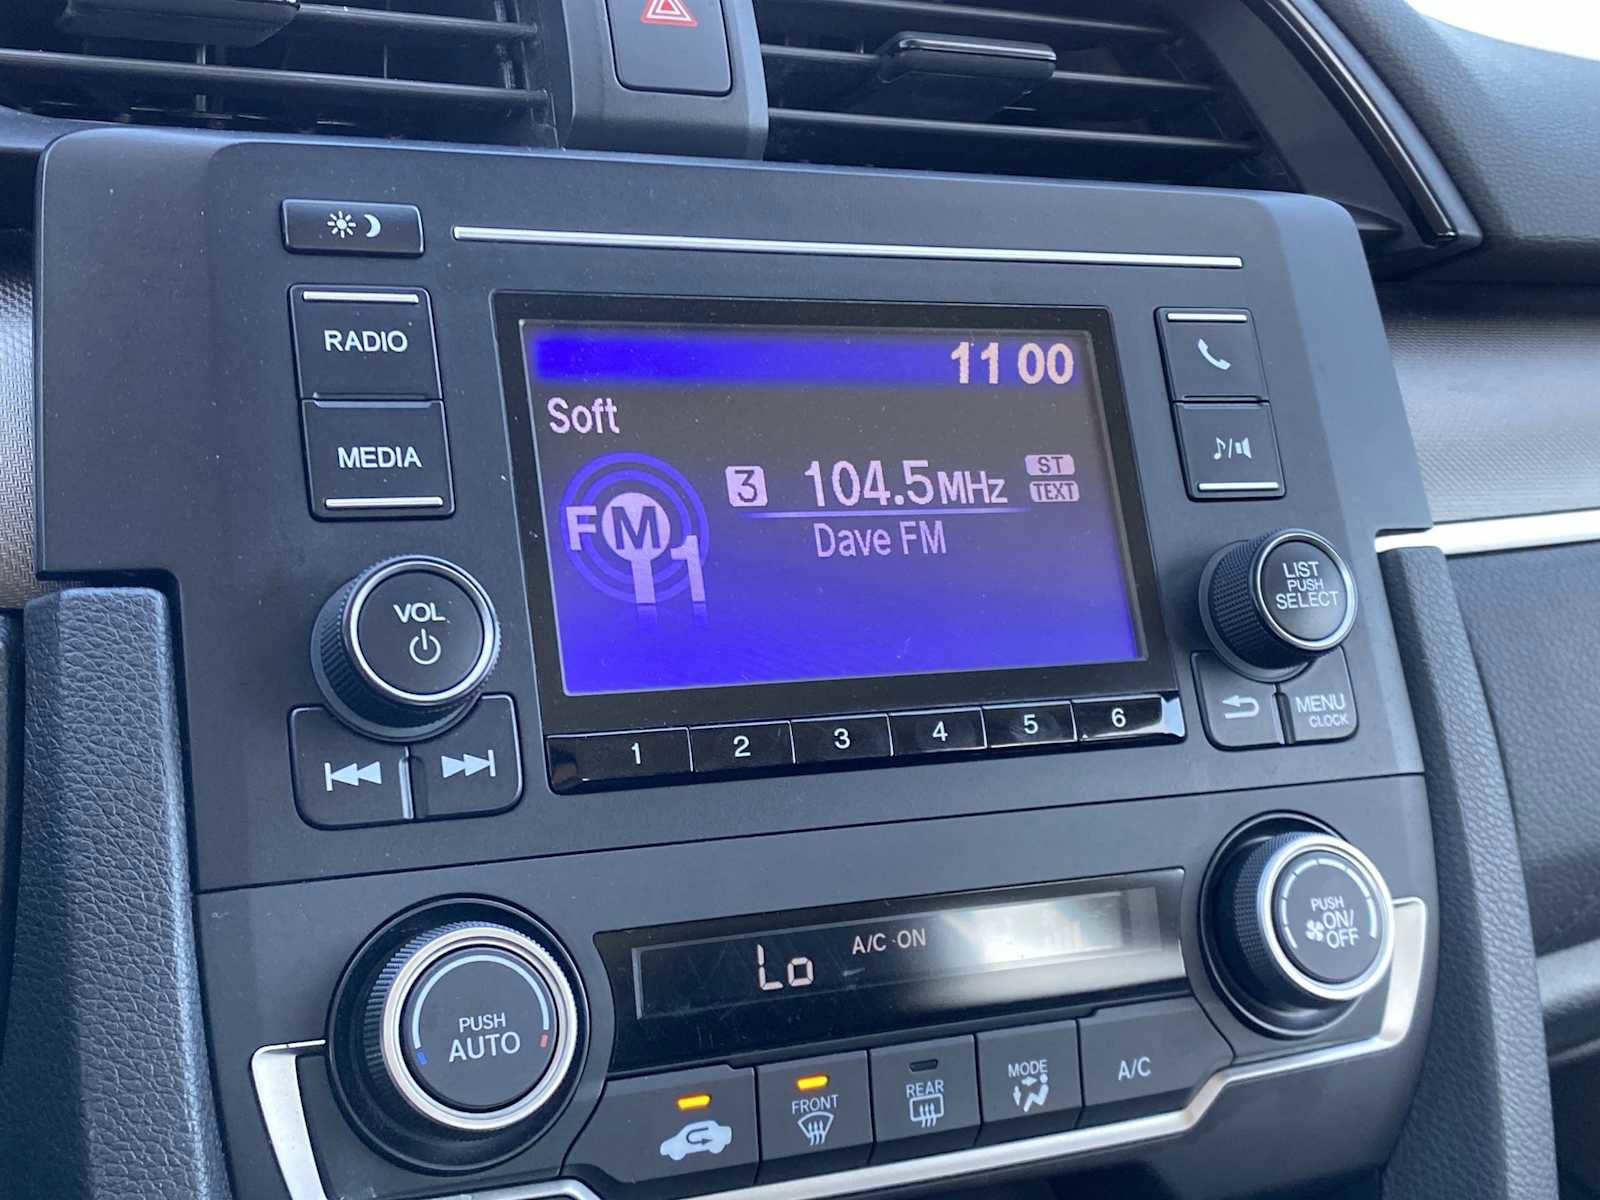 RADIO
MEDIA
VOL
11 00
Soft
FM 1
3 104.5MHz ST
TEXT
Dave FM
LIST
PUSH
SELECT
MENU
CLOCK
1 2 3 4 5 6
Lo A/C ON
PUSH
AUTO
PUSH
ON/
OFF
FRONT
REAR
MODE
A/C